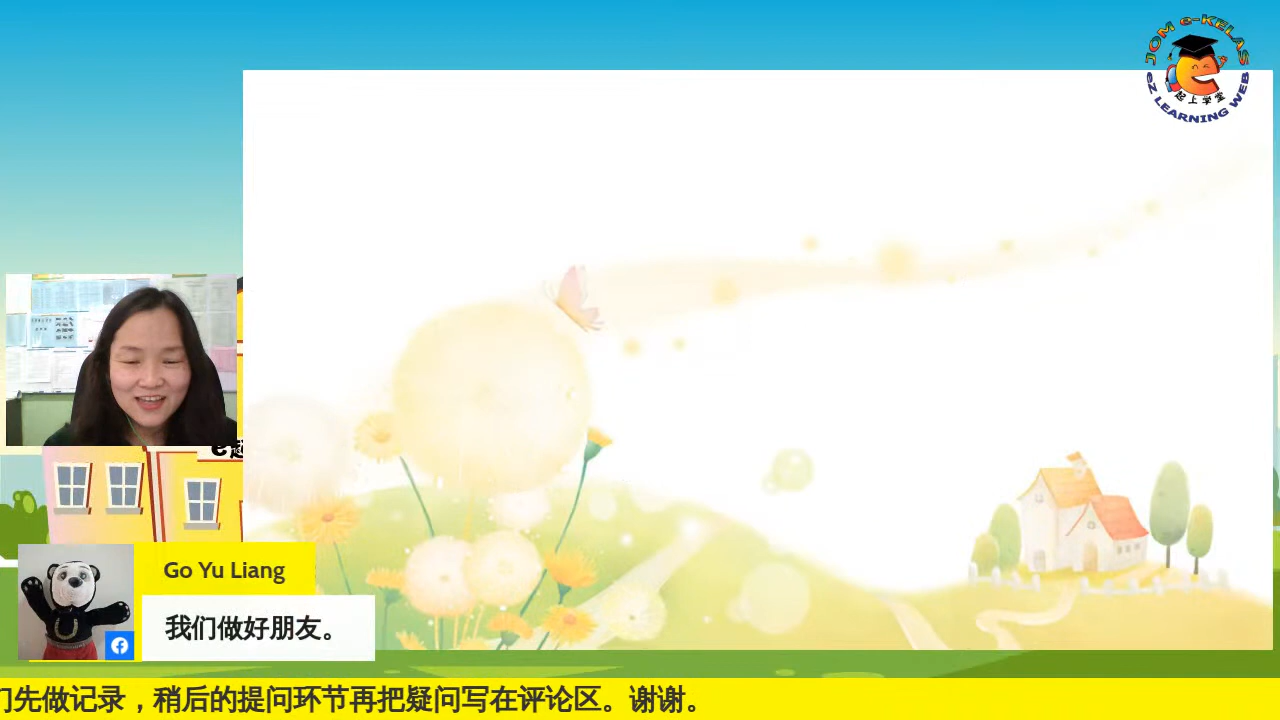 JOM e-KELAS
起上学堂
eZ LEARNING WEB
Go Yu Liang
我们做好朋友。
们先做记录，稍后的提问环节再把疑问写在评论区。谢谢。